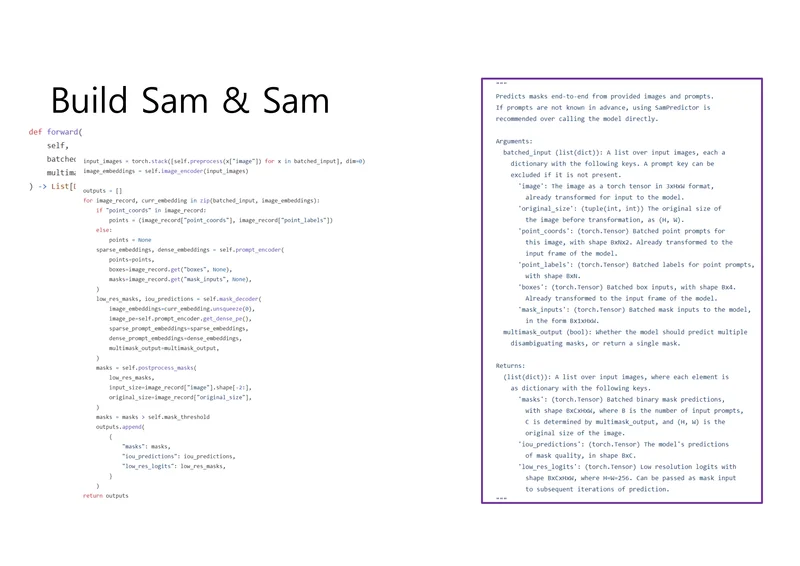 Build Sam & Sam
def forward(
self,
batched
multima
) -> List[
input_images = torch.stack([self.preprocess(x["image"]) for x in batched_input], dim=0)
image_embeddings = self.image_encoder(input_images)
outputs = []
for image_record, curr_embedding in zip(batched_input, image_embeddings):
if "point_coords" in image_record:
points = (image_record["point_coords"], image_record["point_labels"])
else:
points = None
sparse_embeddings, dense_embeddings = self.prompt_encoder(
points=points,
boxes=image_record.get("boxes", None),
masks=image_record.get("mask_inputs", None),
)
low_res_masks, iou_predictions = self.mask_decoder(
image_embeddings=curr_embedding.unsqueeze(0),
image_pe=self.prompt_encoder.get_dense_pe(),
sparse_prompt_embeddings=sparse_embeddings,
dense_prompt_embeddings=dense_embeddings,
multimask_output=multimask_output,
)
masks = self.postprocess_masks(
low_res_masks,
input_size=image_record["image"].shape[-2:],
original_size=image_record["original_size"],
)
masks = masks > self.mask_threshold
outputs.append(
{
"masks": masks,
"iou_predictions": iou_predictions,
"low_res_logits": low_res_masks,
}
)
return outputs
"""
Predicts masks end-to-end from provided images and prompts.
If prompts are not known in advance, using SamPredictor is
recommended over calling the model directly.
Arguments:
batched_input (list(dict)): A list over input images, each a
dictionary with the following keys. A prompt key can be
excluded if it is not present.
'image': The image as a torch tensor in 3xHxW format,
already transformed for input to the model.
'original_size': (tuple(int, int)) The original size of
the image before transformation, as (H, W).
'point_coords': (torch.Tensor) Batched point prompts for
this image, with shape BxNx2. Already transformed to the
input frame of the model.
'point_labels': (torch.Tensor) Batched labels for point prompts,
with shape BxN.
'boxes': (torch.Tensor) Batched box inputs, with shape Bx4.
Already transformed to the input frame of the model.
'mask_inputs': (torch.Tensor) Batched mask inputs to the model,
in the form Bx1xHxW.
multimask_output (bool): Whether the model should predict multiple
disambiguating masks, or return a single mask.
Returns:
(list(dict)): A list over input images, where each element is
as dictionary with the following keys.
'masks': (torch.Tensor) Batched binary mask predictions,
with shape BxCxHxW, where B is the number of input prompts,
C is determined by multimask_output, and (H, W) is the
original size of the image.
'iou_predictions': (torch.Tensor) The model's predictions
of mask quality, in shape BxC.
'low_res_logits': (torch.Tensor) Low resolution logits with
shape BxCxHxW, where H=W=256. Can be passed as mask input
to subsequent iterations of prediction.
"""